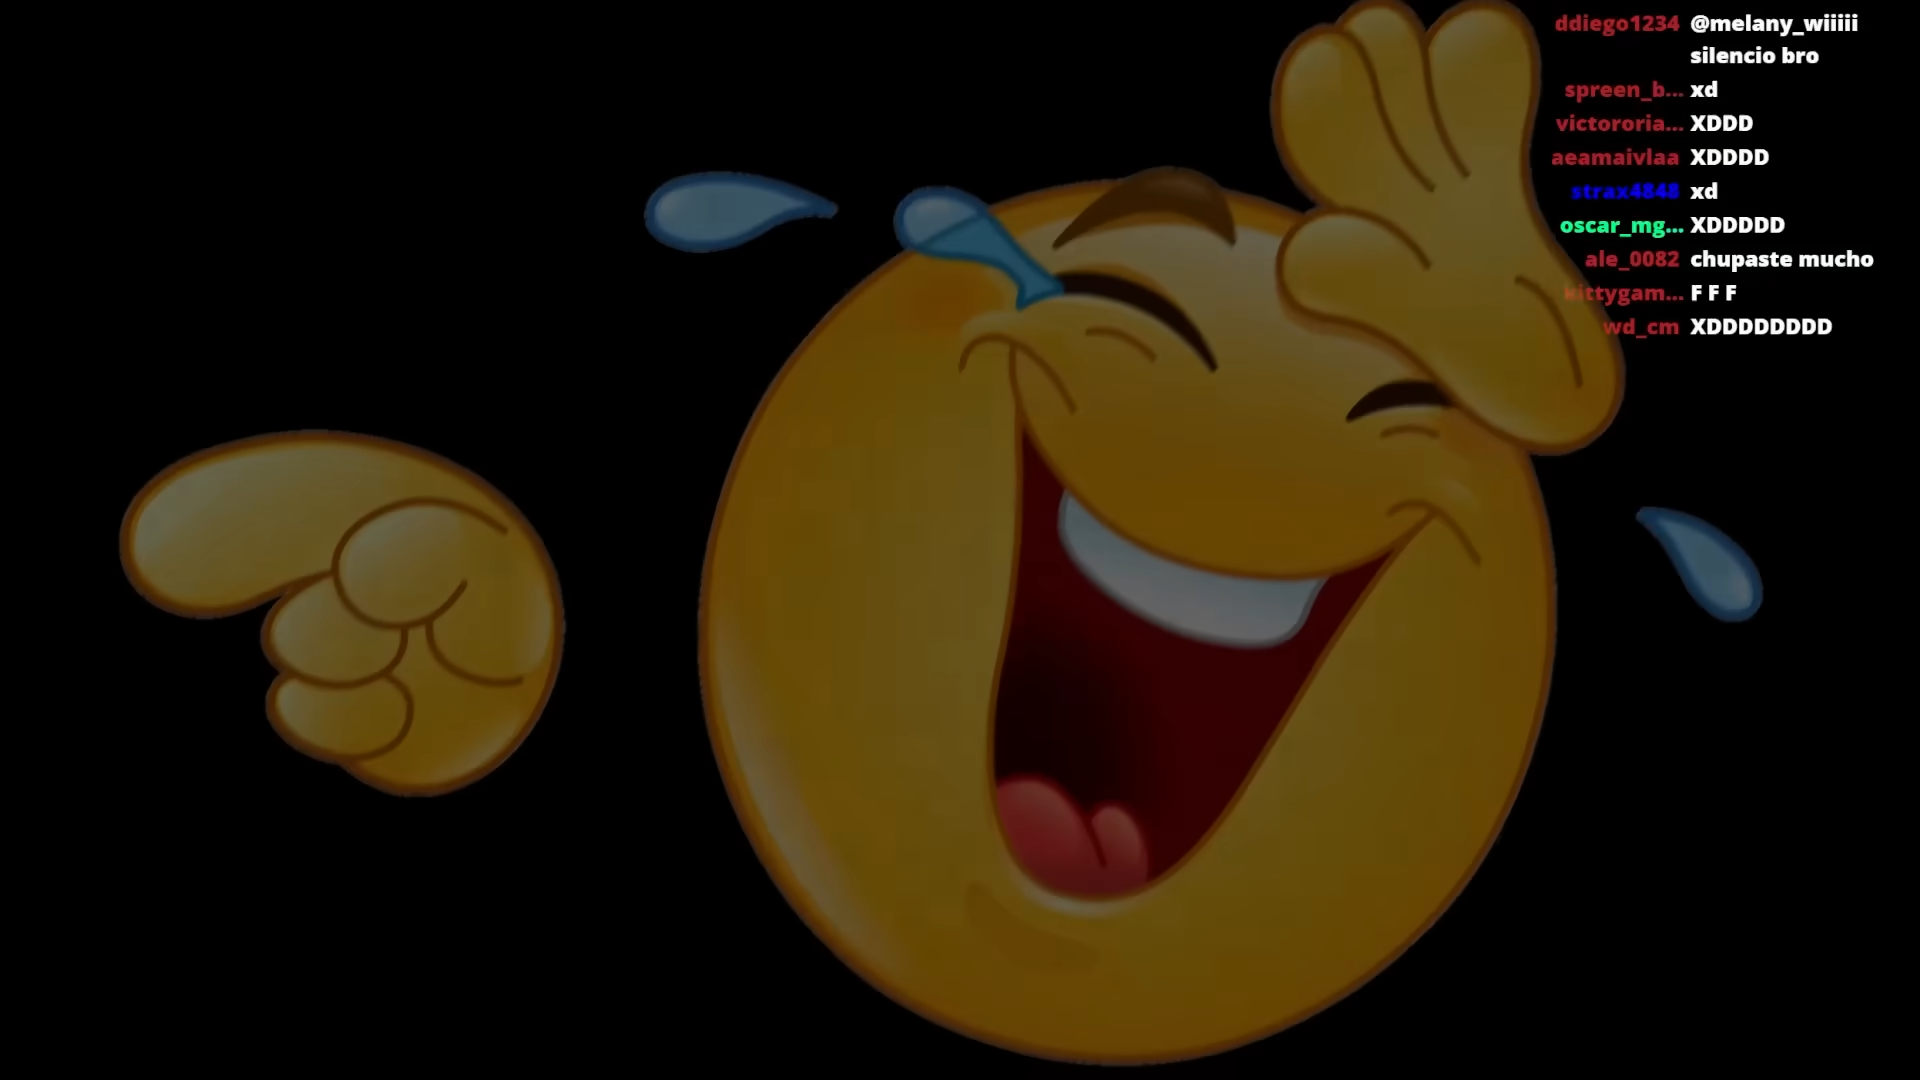 ddiego1234 @melany_wiiiii
silencio bro
spreen_b... xd
victororia... XDDD
aeamaivlaa XDDDD
strax4848 xd
oscar_mg... XDDDDD
ale_0082 chupaste mucho
kittygam... F F F
wd_cm XDDDDDDDD